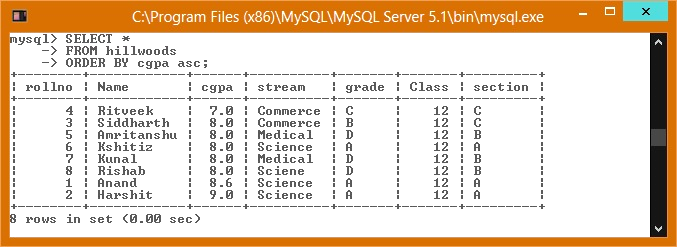 C:\Program Files (x86)\MySQL\MySQL Server 5.1\bin\mysql.exe
mysql> SELECT *
    -> FROM hillwoods
    -> ORDER BY cgpa asc;
+--------+------------+------+----------+-------+-------+---------+
| rollno | Name       | cgpa | stream   | grade | Class | section |
+--------+------------+------+----------+-------+-------+---------+
|      4 | Ritveek    |  7.0 | Commerce | C     |    12 | C       |
|      3 | Siddharth  |  8.0 | Commerce | B     |    12 | C       |
|      5 | Amritanshu |  8.0 | Medical  | D     |    12 | B       |
|      6 | Kshitiz    |  8.0 | Science  | A     |    12 | A       |
|      7 | Kunal      |  8.0 | Medical  | D     |    12 | B       |
|      8 | Rishab     |  8.0 | Sciene   | D     |    12 | A       |
|      1 | Anand      |  8.6 | Science  | A     |    12 | A       |
|      2 | Harshit    |  9.0 | Science  | A     |    12 | A       |
+--------+------------+------+----------+-------+-------+---------+
8 rows in set (0.00 sec)